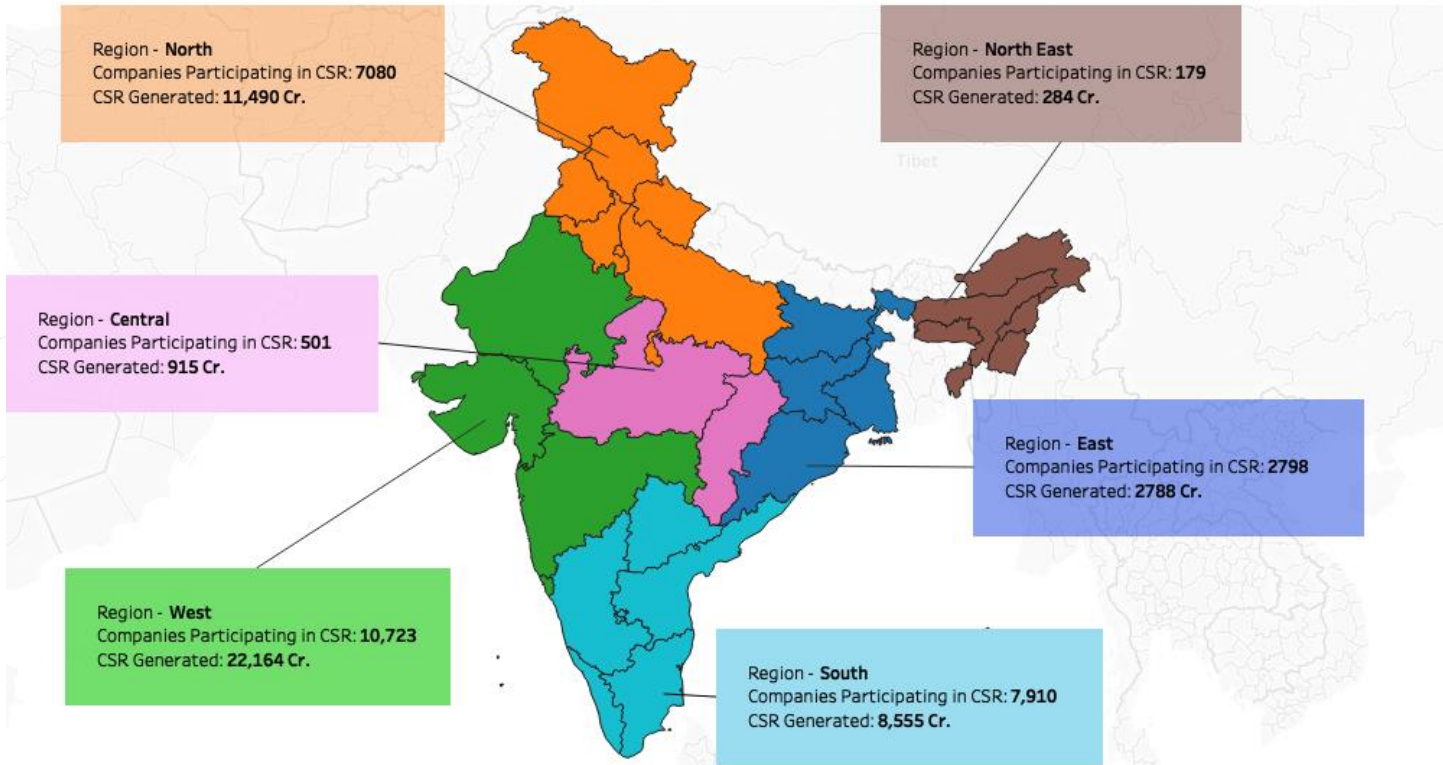 Region - North
Companies Participating in CSR: 7080
CSR Generated: 11,490 Cr.
Region - North East
Companies Participating in CSR: 179
CSR Generated: 284 Cr.
Tibet
Region - Central
Companies Participating in CSR: 501
CSR Generated: 915 Cr.
Region - East
Companies Participating in CSR: 2798
CSR Generated: 2788 Cr.
Region - West
Companies Participating in CSR: 10,723
CSR Generated: 22,164 Cr.
Region - South
Companies Participating in CSR: 7,910
CSR Generated: 8,555 Cr.